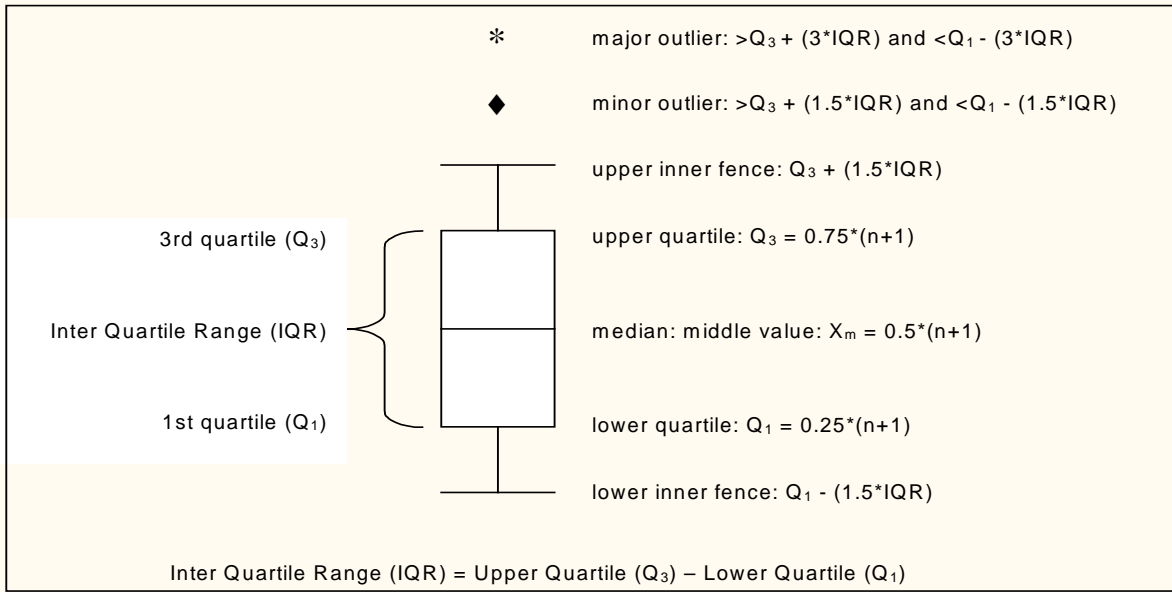 * major outlier: >Q₃ + (3*IQR) and <Q₁ - (3*IQR)
♦ minor outlier: >Q₃ + (1.5*IQR) and <Q₁ - (1.5*IQR)
upper inner fence: Q₃ + (1.5*IQR)
3rd quartile (Q₃)
upper quartile: Q₃ = 0.75*(n+1)
Inter Quartile Range (IQR)
median: middle value: Xₘ = 0.5*(n+1)
1st quartile (Q₁)
lower quartile: Q₁ = 0.25*(n+1)
lower inner fence: Q₁ - (1.5*IQR)
Inter Quartile Range (IQR) = Upper Quartile (Q₃) – Lower Quartile (Q₁)